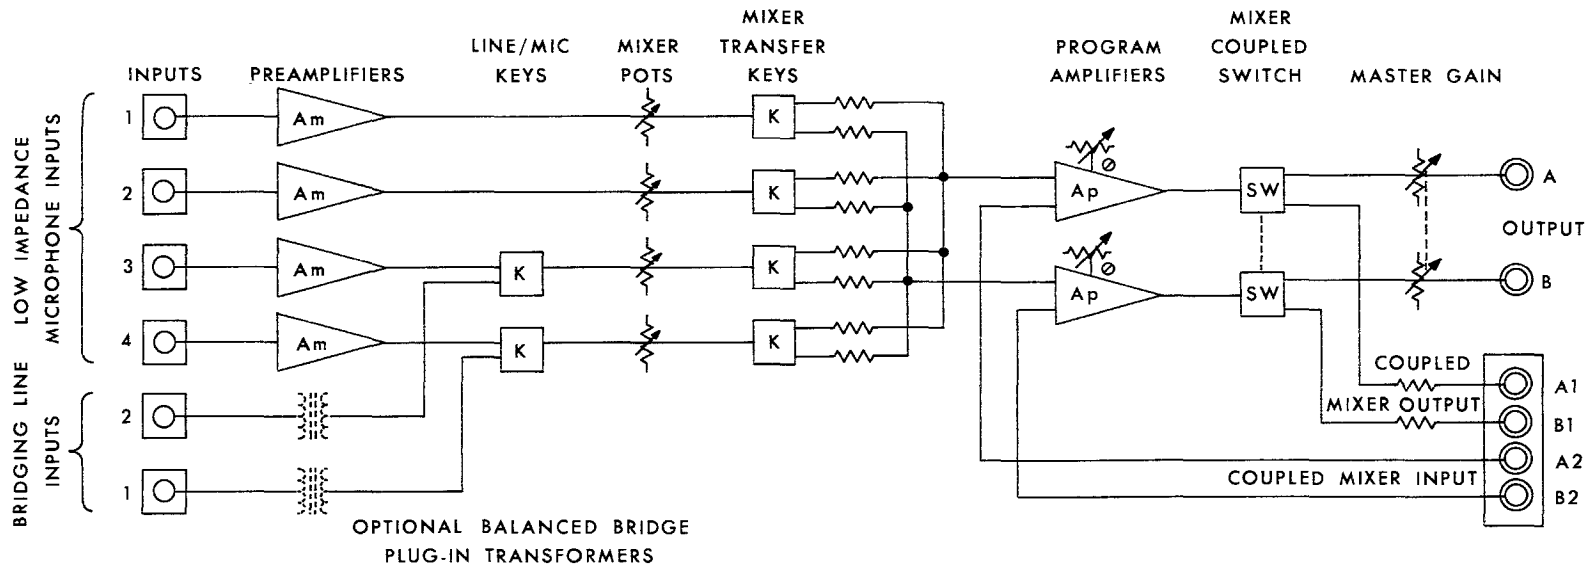 MIXER
TRANSFER
KEYS
MIXER
COUPLED
SWITCH
LINE/MIC
KEYS
MIXER
POTS
PROGRAM
AMPLIFIERS
INPUTS
PREAMPLIFIERS
MASTER GAIN
LOW IMPEDANCE
MICROPHONE INPUTS
1
Am
K
2
Am
K
Ap
SW
A
OUTPUT
3
Am
K
K
Ap
SW
B
4
Am
K
K
BRIDGING LINE
INPUTS
2
1
COUPLED
MIXER OUTPUT
A1
B1
A2
COUPLED MIXER INPUT
B2
OPTIONAL BALANCED BRIDGE
PLUG-IN TRANSFORMERS